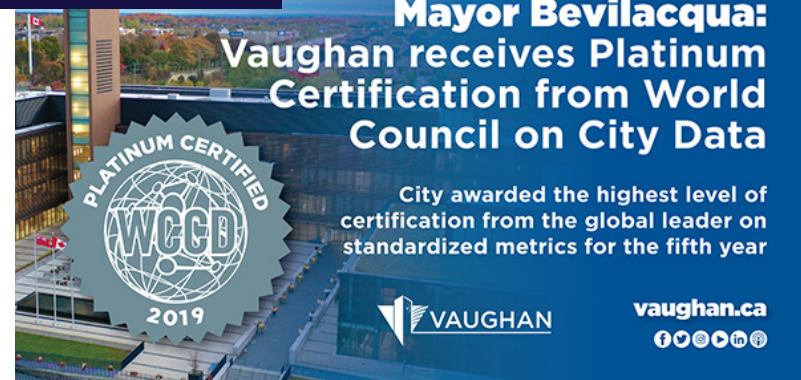 Mayor Bevilacqua:
Vaughan receives Platinum
Certification from World
Council on City Data
City awarded the highest level of
certification from the global leader on
standardized metrics for the fifth year
PLATINUM CERTIFIED
WCCD
2019
VAUGHAN
vaughan.ca